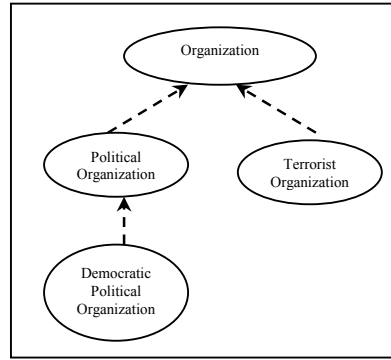 Organization
Political
Organization
Terrorist
Organization
Democratic
Political
Organization